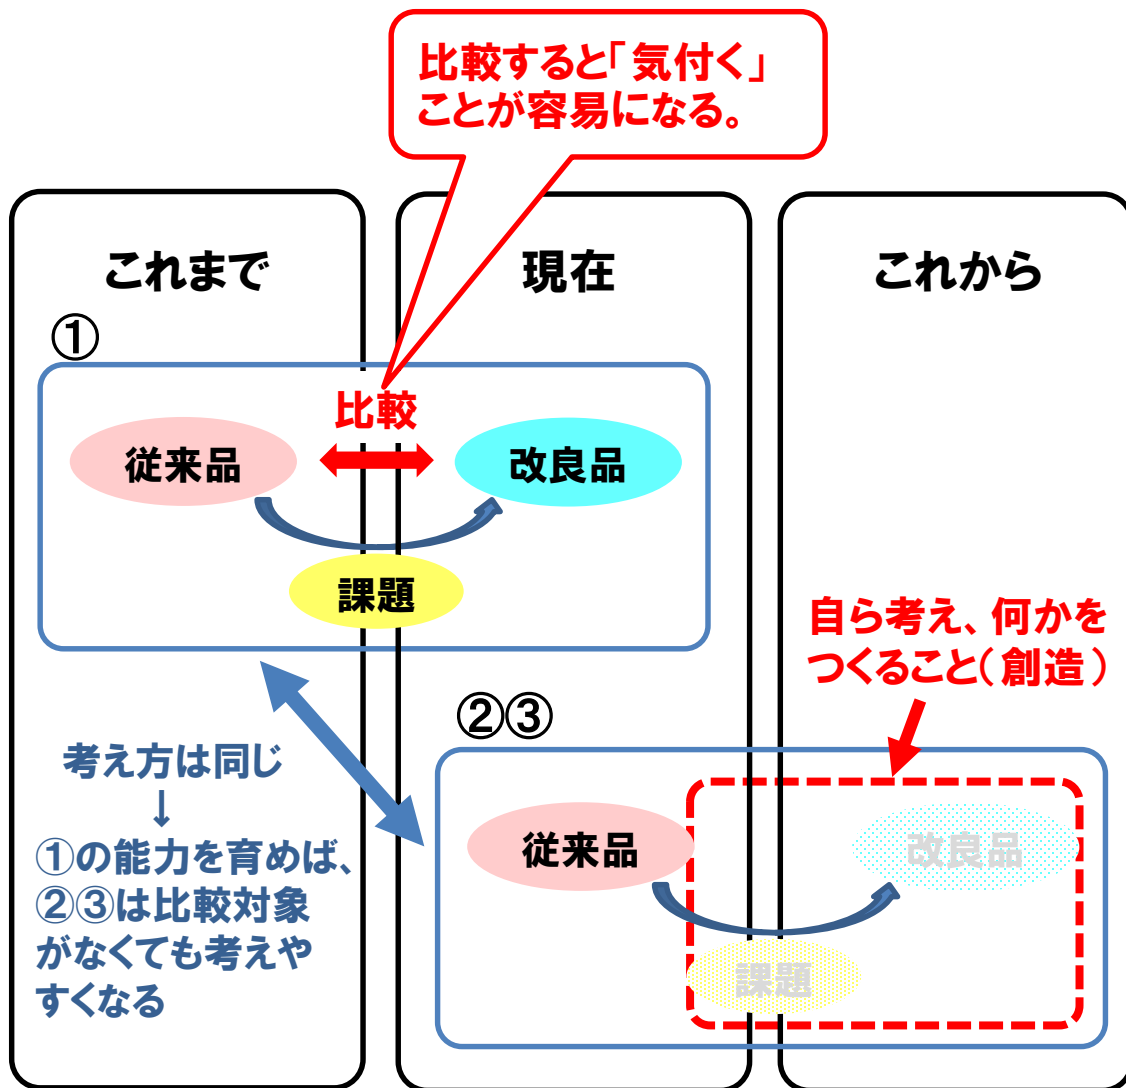 比較すると「気付く」
ことが容易になる。
これまで
現在
これから
①
比較
従来品
改良品
課題
自ら考え、何かを
つくること（創造）
②③
考え方は同じ
↓
①の能力を育めば、
②③は比較対象
がなくても考えや
すくなる
従来品
改良品
課題